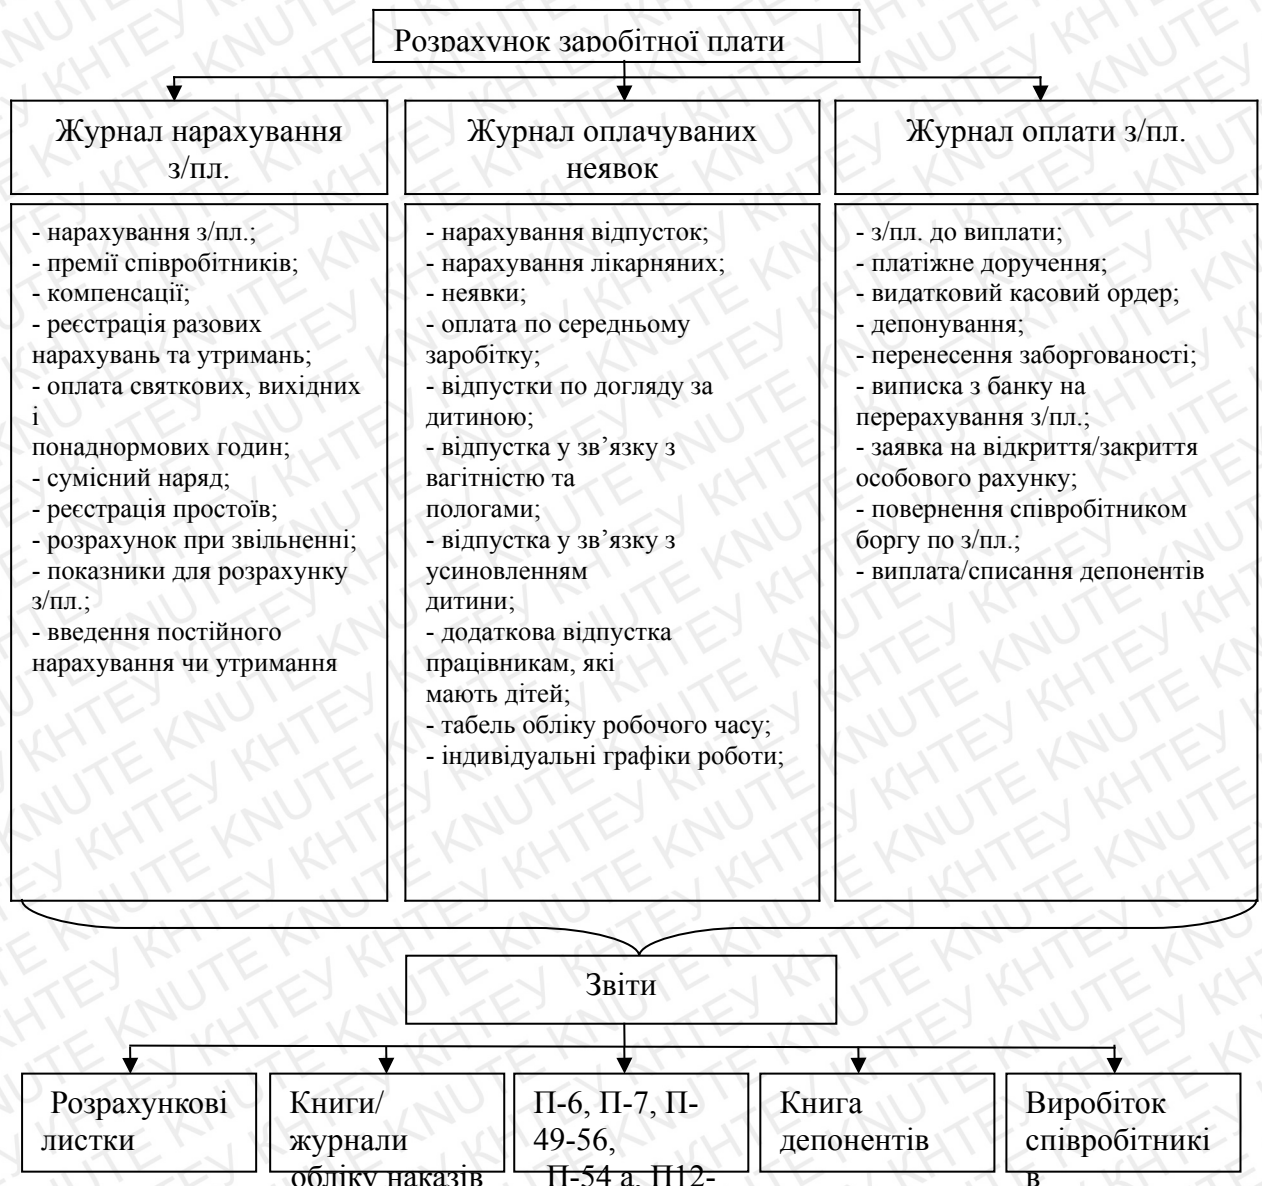 Розрахунок заробітної плати
Журнал нарахування
з/пл.
Журнал оплачуваних
неявок
Журнал оплати з/пл.
- нарахування з/пл.;
- премії співробітників;
- компенсації;
- реєстрація разових
нарахувань та утримань;
- оплата святкових, вихідних
і
понаднормових годин;
- сумісний наряд;
- реєстрація простоїв;
- розрахунок при звільненні;
- показники для розрахунку
з/пл.;
- введення постійного
нарахування чи утримання
- нарахування відпусток;
- нарахування лікарняних;
- неявки;
- оплата по середньому
заробітку;
- відпустки по догляду за
дитиною;
- відпустка у зв’язку з
вагітністю та
пологами;
- відпустка у зв’язку з
усиновленням
дитини;
- додаткова відпустка
працівникам, які
мають дітей;
- табель обліку робочого часу;
- індивідуальні графіки роботи;
- з/пл. до виплати;
- платіжне доручення;
- видатковий касовий ордер;
- депонування;
- перенесення заборгованості;
- виписка з банку на
перерахування з/пл.;
- заявка на відкриття/закриття
особового рахунку;
- повернення співробітником
боргу по з/пл.;
- виплата/списання депонентів
Звіти
Розрахункові
листки
Книги/
журнали
обліку наказів
П-6, П-7, П-
49-56,
П-54 а, П12-
Книга
депонентів
Виробіток
співробітникі
в